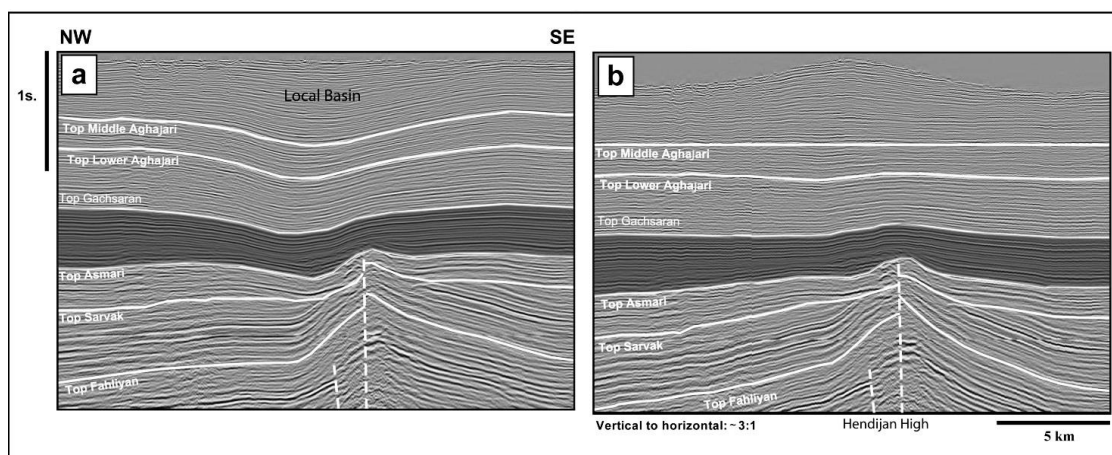 NW
SE
a
b
1s.
Local Basin
Top Middle Aghajari
Top Lower Aghajari
Top Gachsaran
Top Asmari
Top Sarvak
Top Fahliyan
Top Middle Aghajari
Top Lower Aghajari
Top Gachsaran
Top Asmari
Top Sarvak
Top Fahliyan
Vertical to horizontal: ~ 3:1
Hendijan High
5 km